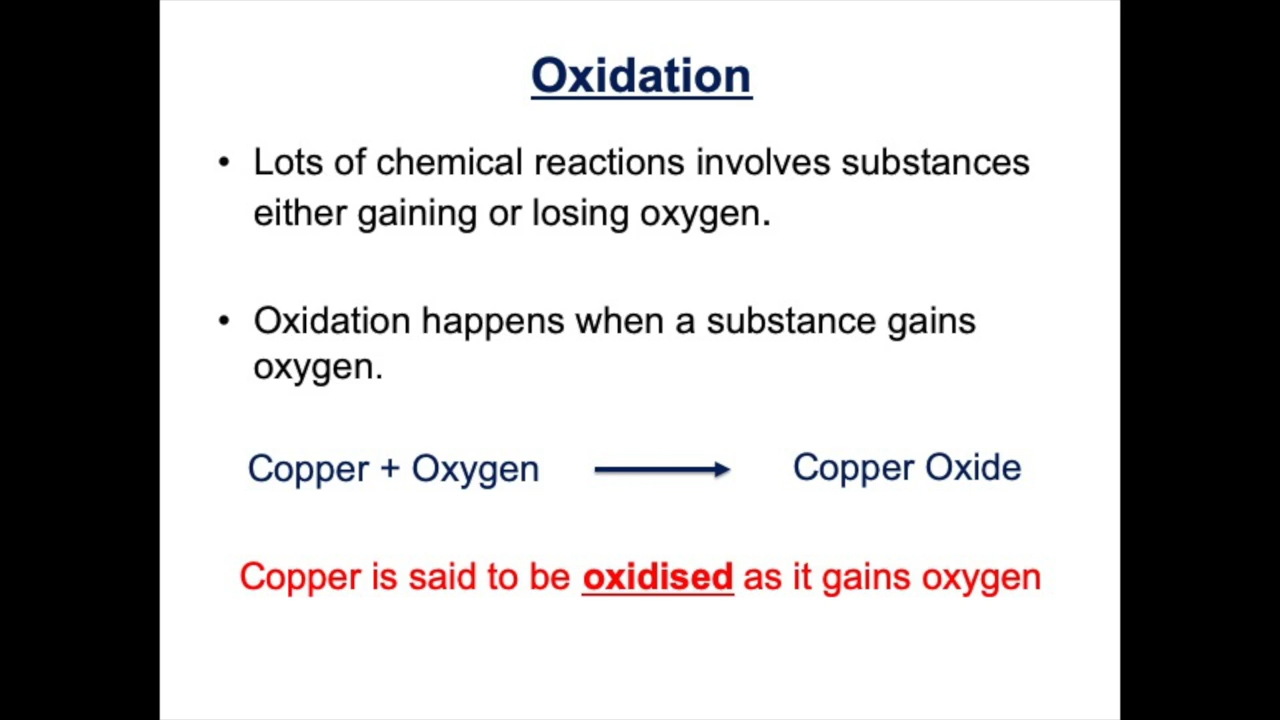 Oxidation
• Lots of chemical reactions involves substances
either gaining or losing oxygen.
• Oxidation happens when a substance gains
oxygen.
Copper + Oxygen → Copper Oxide
Copper is said to be oxidised as it gains oxygen